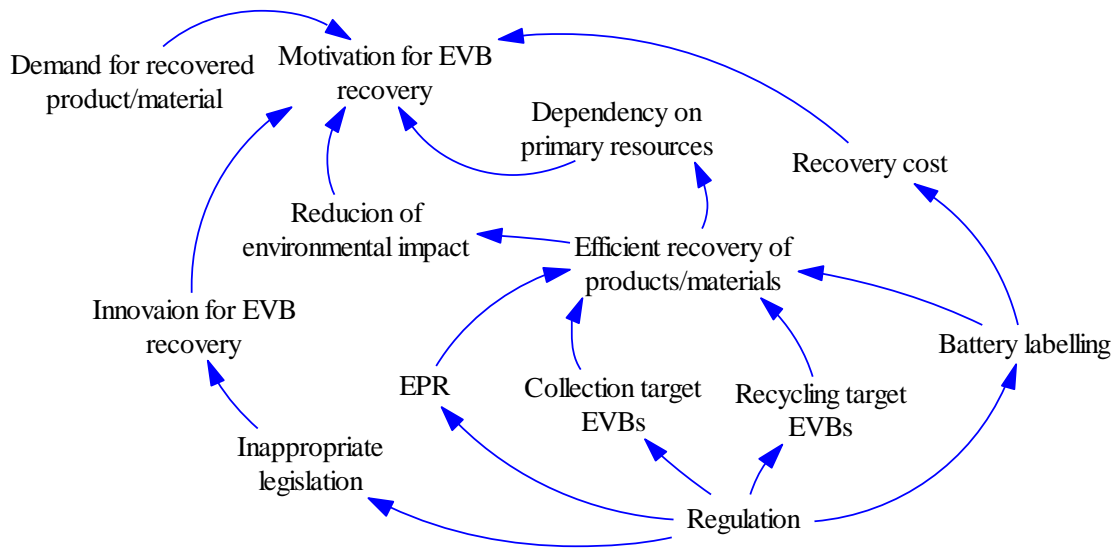 Demand for recovered
product/material
Motivation for EVB
recovery
Dependency on
primary resources
Recovery cost
Reducion of
environmental impact
Efficient recovery of
products/materials
Innovaion for EVB
recovery
Battery labelling
EPR
Collection target
EVBs
Recycling target
EVBs
Inappropriate
legislation
Regulation